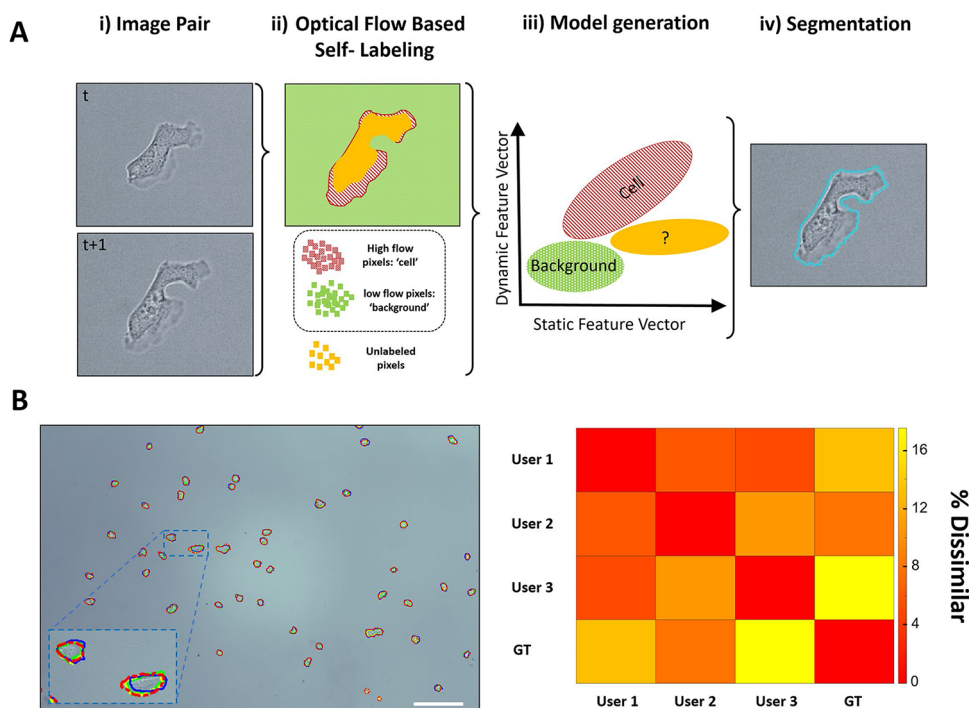 A
i) Image Pair
ii) Optical Flow Based
Self- Labeling
iii) Model generation
iv) Segmentation
t
t+1
High flow
pixels: ‘cell’
low flow pixels:
‘background’
Unlabeled
pixels
Dynamic Feature Vector
Cell
?
Background
Static Feature Vector
B
User 1
User 2
User 3
GT
User 1
User 2
User 3
GT
16
12
8
4
0
% Dissimilar